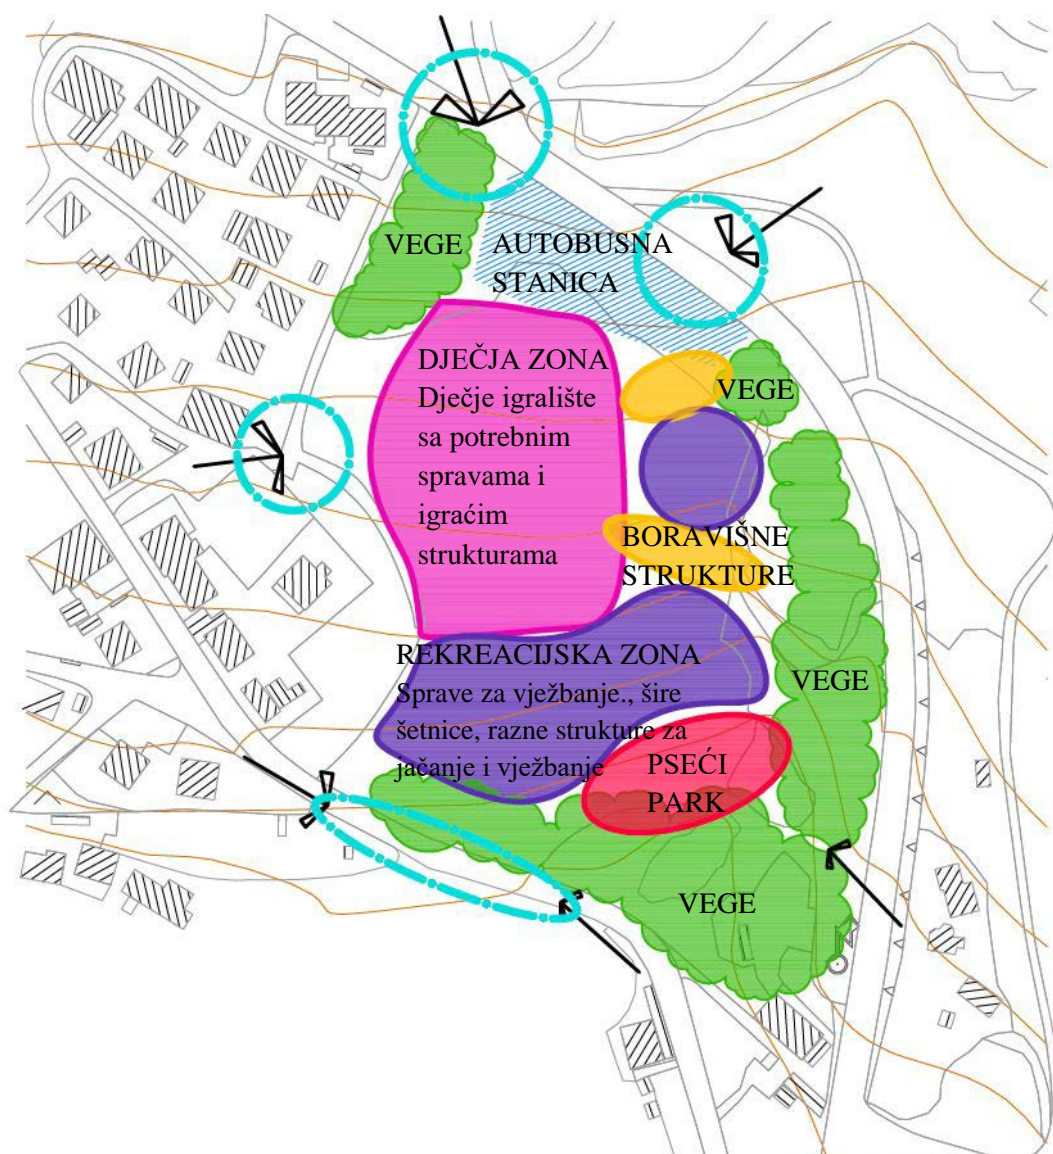 VEGE
AUTOBUSNA
STANICA
DJEČJA ZONA
Dječje igralište
sa potrebnim
spravama i
igraćim
strukturama
VEGE
BORAVIŠNE
STRUKTURE
REKREACIJSKA ZONA
Sprave za vježbanje., šire
šetnice, razne strukture za
jačanje i vježbanje
VEGE
PSEĆI
PARK
VEGE